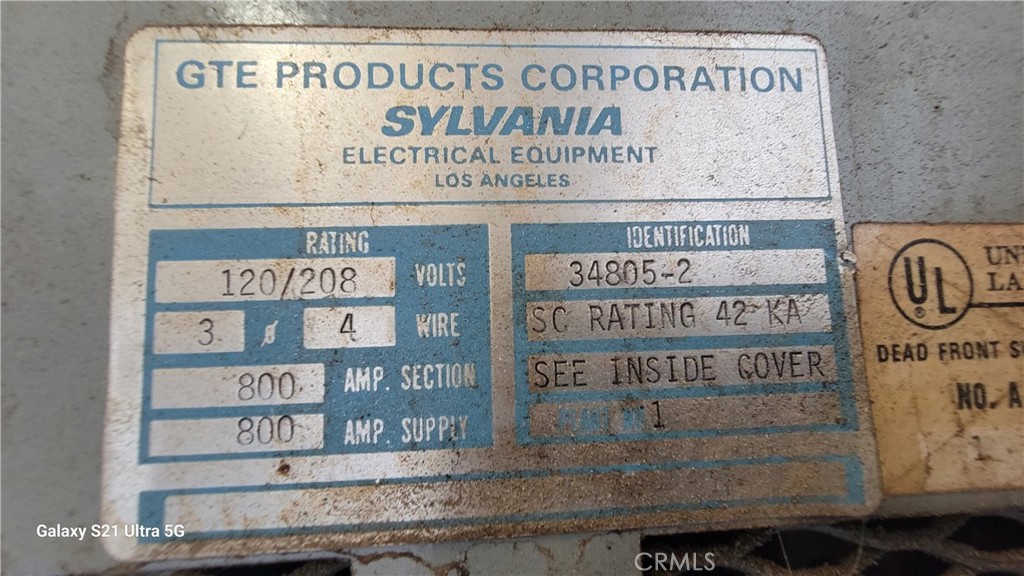 GTE PRODUCTS CORPORATION
SYLVANIA
ELECTRICAL EQUIPMENT
LOS ANGELES
RATING
120/208 VOLTS
3 ø 4 WIRE
800 AMP. SECTION
800 AMP. SUPPLY
IDENTIFICATION
34805-2
SC RATING 42 KA
SEE INSIDE COVER
1
UL
®
DEAD FRONT
NO. A
1
Galaxy S21 Ultra 5G
CRMLS